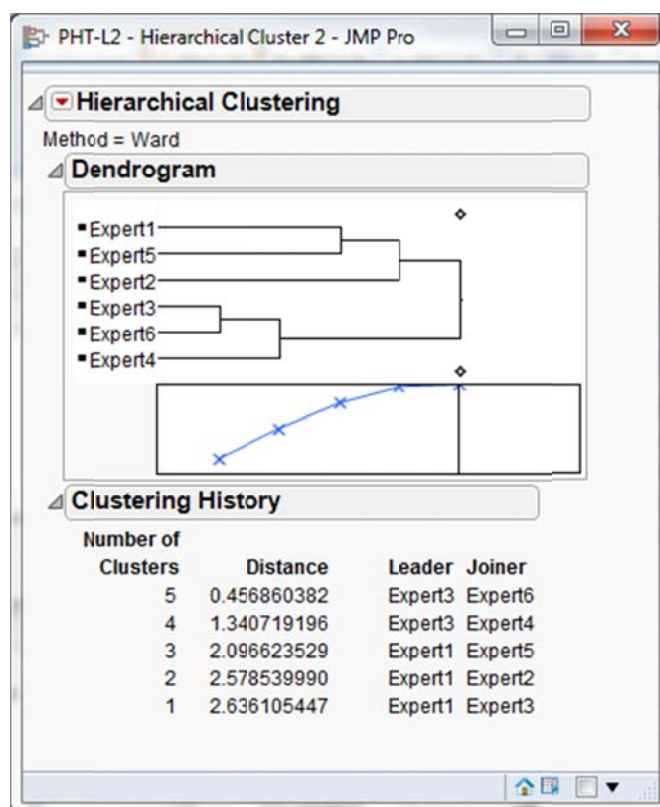 PHT-L2 - Hierarchical Cluster 2 - JMP Pro
Hierarchical Clustering
Method = Ward
Dendrogram
Expert1
Expert5
Expert2
Expert3
Expert6
Expert4
Clustering History
Number of
Clusters Distance Leader Joiner
5 0.456860382 Expert3 Expert6
4 1.340719196 Expert3 Expert4
3 2.096623529 Expert1 Expert5
2 2.578539990 Expert1 Expert2
1 2.636105447 Expert1 Expert3